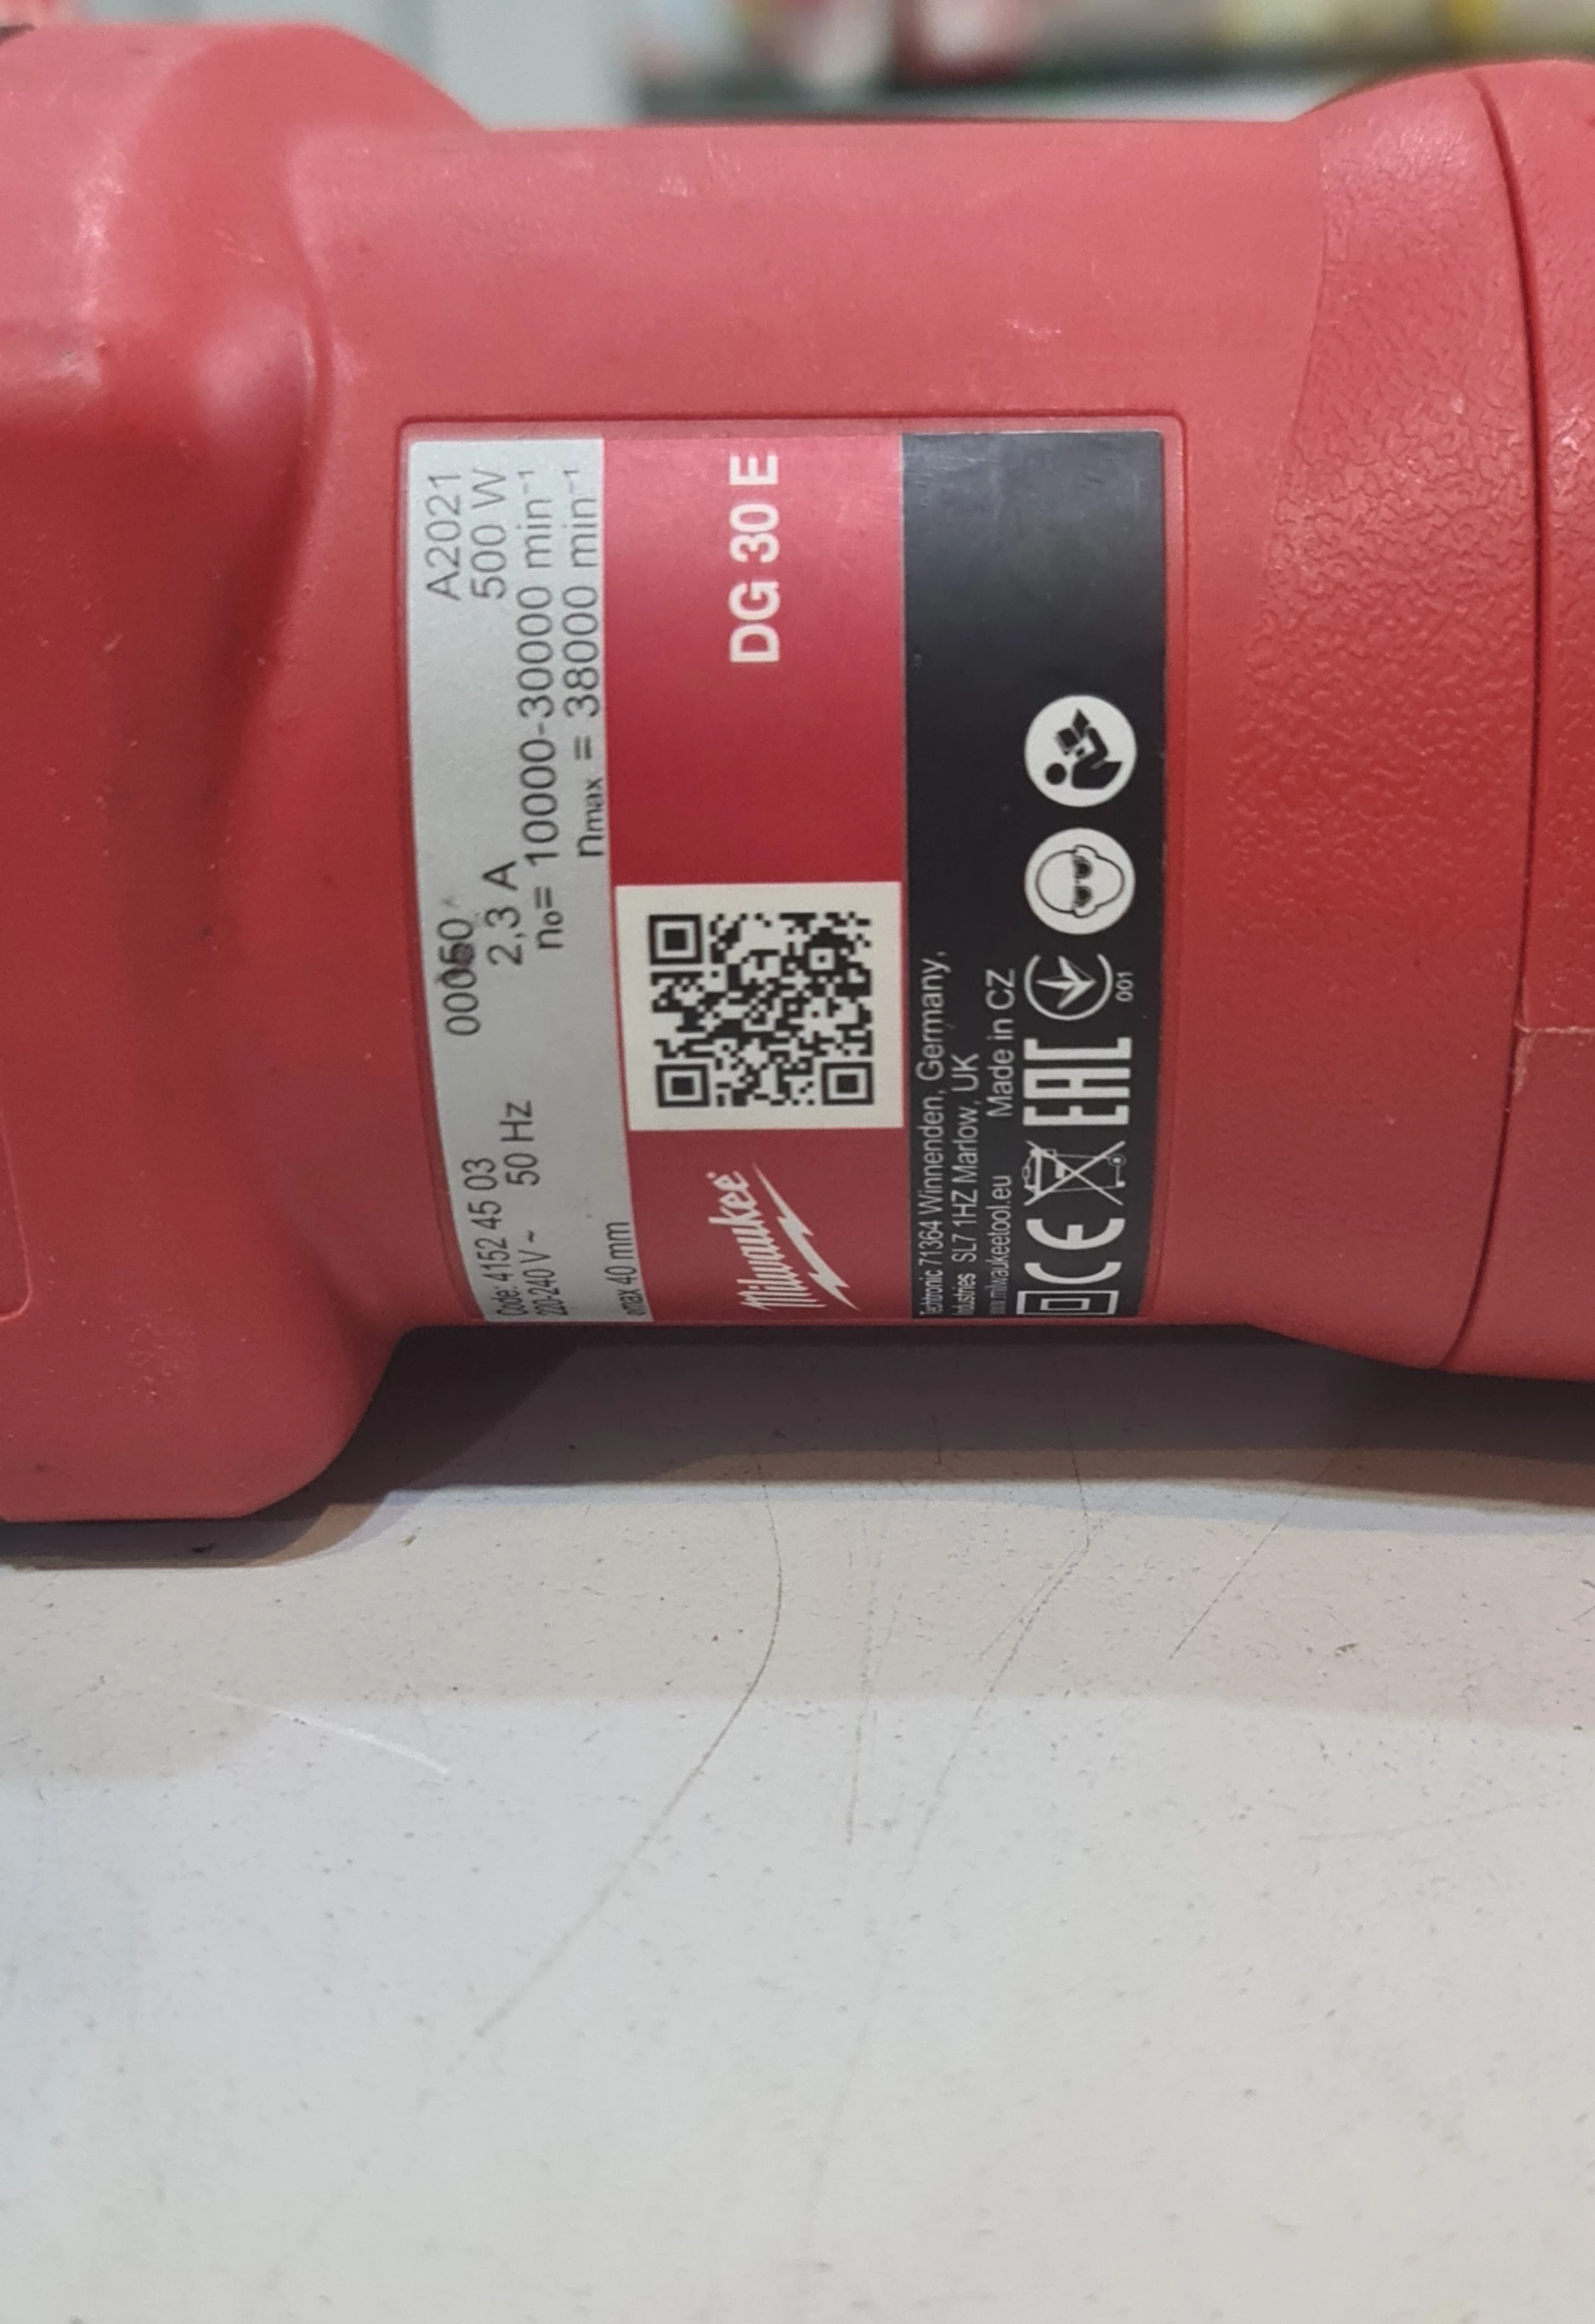 Code: 4152 45 03 00050 A2021
220-240 V ~ 50 Hz 2,3 A 500 W
n₀= 10000-30000 min⁻¹
nmax = 38000 min⁻¹
ømax 40 mm
Milwaukee
DG 30 E
Techtronic 71364 Winnenden, Germany,
Industries SL7 1HZ Marlow, UK
www.milwaukeetool.eu Made in CZ
CE EAC 001